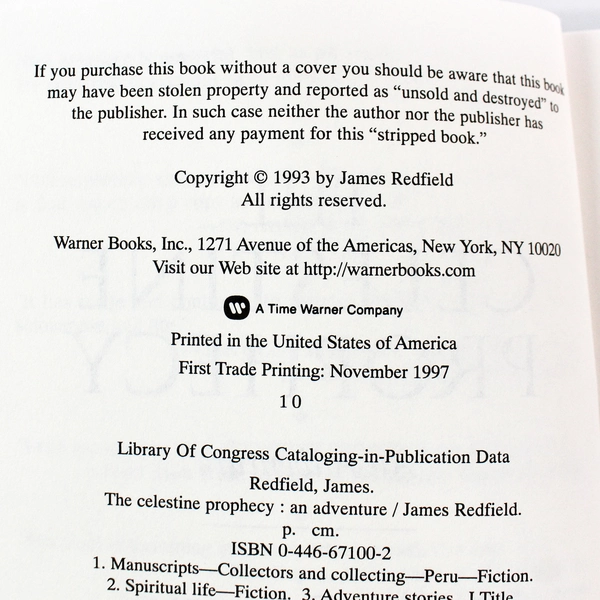 If you purchase this book without a cover you should be aware that this book
may have been stolen property and reported as “unsold and destroyed” to
the publisher. In such case neither the author nor the publisher has
received any payment for this “stripped book.”
Copyright © 1993 by James Redfield
All rights reserved.
Warner Books, Inc., 1271 Avenue of the Americas, New York, NY 10020
Visit our Web site at http://warnerbooks.com
A Time Warner Company
Printed in the United States of America
First Trade Printing: November 1997
10
Library Of Congress Cataloging-in-Publication Data
Redfield, James.
The celestine prophecy : an adventure / James Redfield.
p. cm.
ISBN 0-446-67100-2
1. Manuscripts—Collectors and collecting—Peru—Fiction.
2. Spiritual life—Fiction. 3. Adventure stories. I.Title.